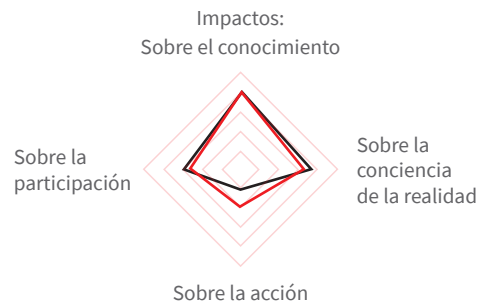 Impactos:
Sobre el conocimiento
Sobre la
participación
Sobre la
conciencia
de la realidad
Sobre la acción